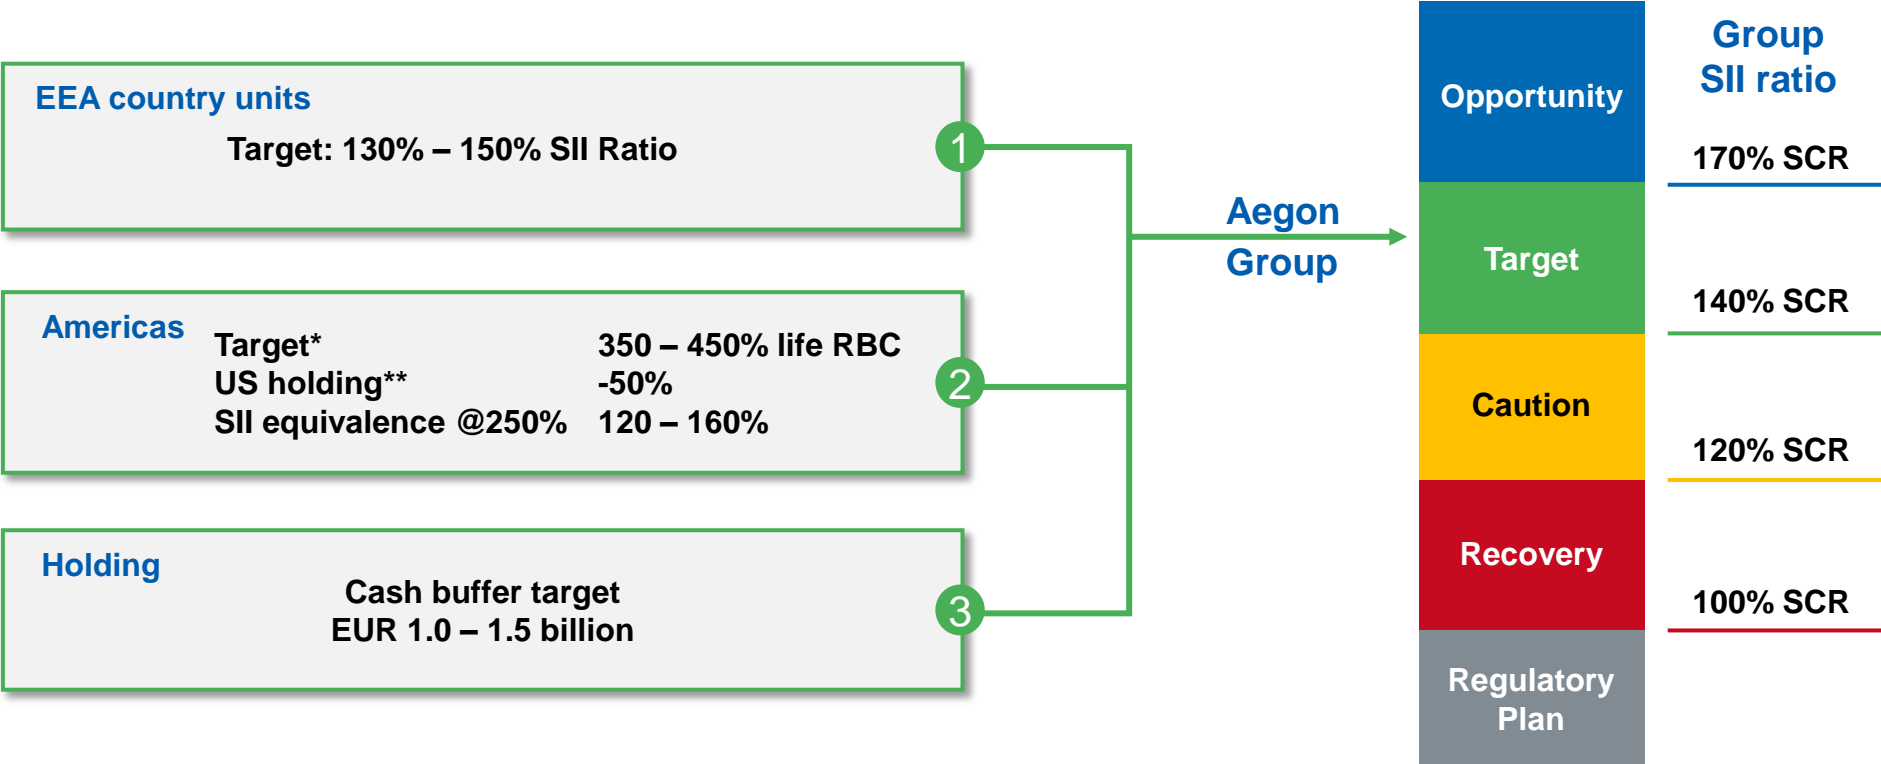 EEA country units
Target: 130% – 150% SII Ratio
1
Americas
Target* 350 – 450% life RBC
US holding** -50%
SII equivalence @250% 120 – 160%
2
Holding
Cash buffer target
EUR 1.0 – 1.5 billion
3
Aegon
Group
Opportunity
Target
Caution
Recovery
Regulatory
Plan
Group
SII ratio
170% SCR
140% SCR
120% SCR
100% SCR